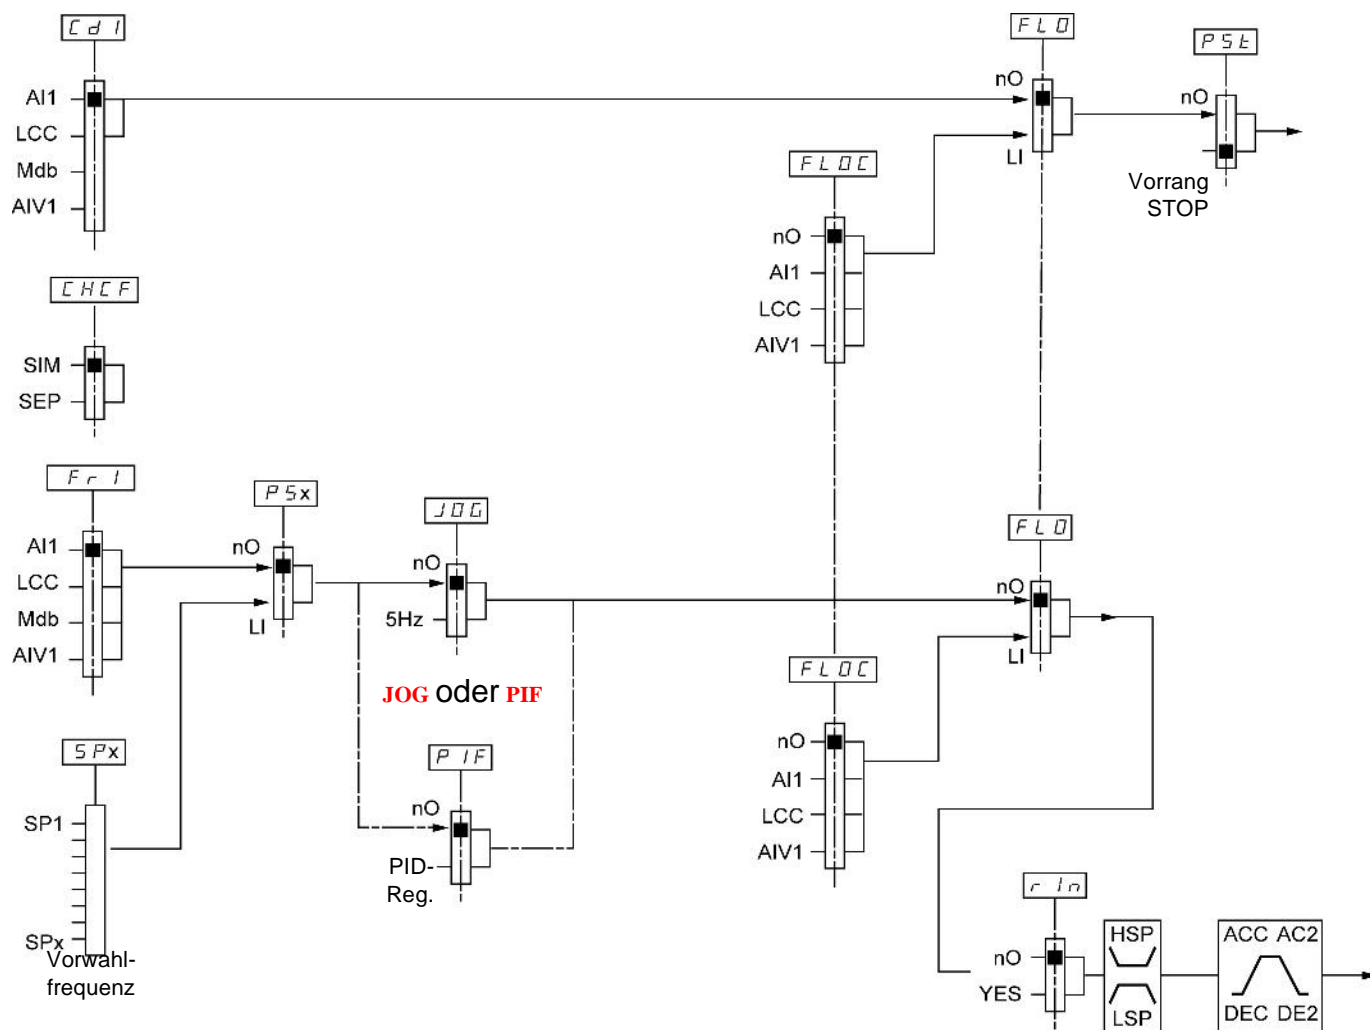 Cd1
FLO
PSt
AI1
LCC
Mdb
AIV1
nO
LI
nO
Vorrang
STOP
FLOC
nO
AI1
LCC
AIV1
CHCF
SIM
SEP
Fr1
AI1
LCC
Mdb
AIV1
PSx
nO
LI
JOG
nO
5Hz
JOG oder PIF
PIF
nO
PID-
Reg.
FLO
nO
LI
FLOC
nO
AI1
LCC
AIV1
SPx
SP1
SPx
Vorwahl-
frequenz
rIn
nO
YES
HSP
LSP
ACC AC2
DEC DE2